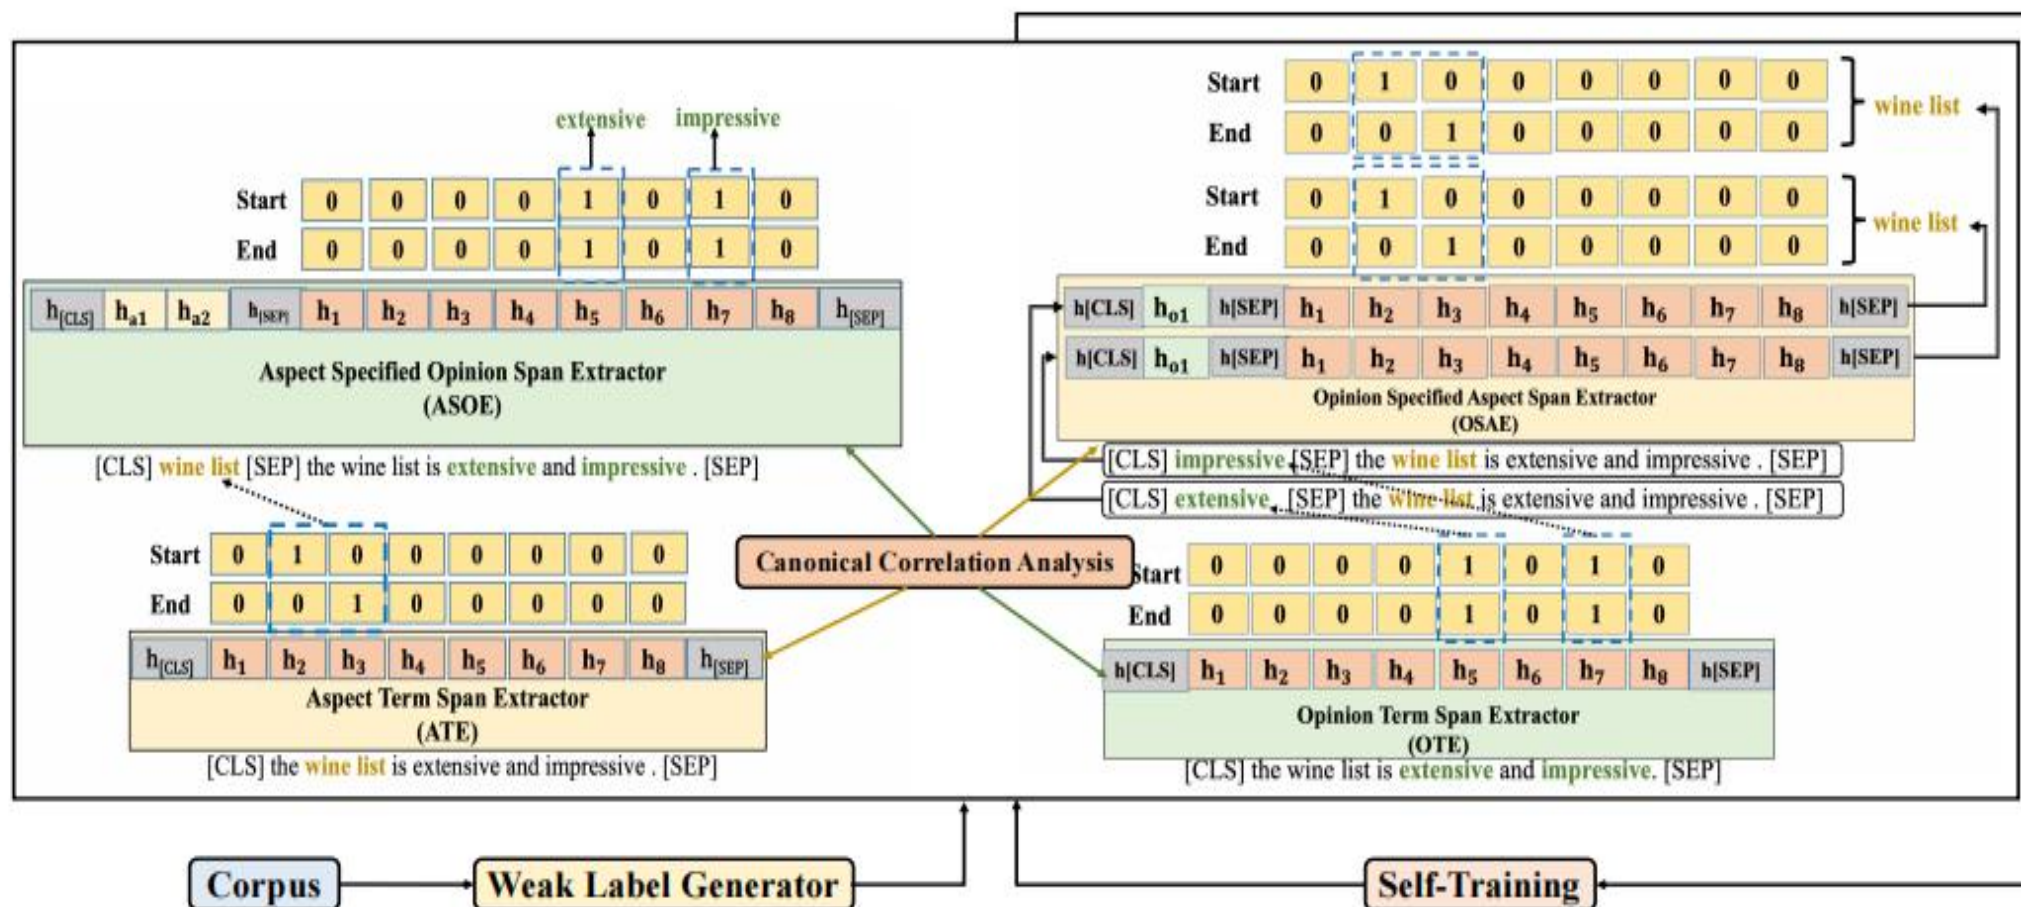 extensive impressive
Start 0 0 0 0 1 0 1 0
End 0 0 0 0 1 0 1 0
h[CLS] ha1 ha2 h[SEP] h1 h2 h3 h4 h5 h6 h7 h8 h[SEP]
Aspect Specified Opinion Span Extractor
(ASOE)
[CLS] wine list [SEP] the wine list is extensive and impressive . [SEP]
Start 0 1 0 0 0 0 0 0
End 0 0 1 0 0 0 0 0
h[CLS] h1 h2 h3 h4 h5 h6 h7 h8 h[SEP]
Aspect Term Span Extractor
(ATE)
[CLS] the wine list is extensive and impressive . [SEP]
Canonical Correlation Analysis
Start 0 1 0 0 0 0 0 0
End 0 0 1 0 0 0 0 0
wine list
Start 0 1 0 0 0 0 0 0
End 0 0 1 0 0 0 0 0
wine list
h[CLS] ho1 h[SEP] h1 h2 h3 h4 h5 h6 h7 h8 h[SEP]
h[CLS] ho1 h[SEP] h1 h2 h3 h4 h5 h6 h7 h8 h[SEP]
Opinion Specified Aspect Span Extractor
(OSAE)
[CLS] impressive [SEP] the wine list is extensive and impressive . [SEP]
[CLS] extensive [SEP] the wine list is extensive and impressive . [SEP]
Start 0 0 0 0 1 0 1 0
End 0 0 0 0 1 0 1 0
h[CLS] h1 h2 h3 h4 h5 h6 h7 h8 h[SEP]
Opinion Term Span Extractor
(OTE)
[CLS] the wine list is extensive and impressive. [SEP]
Corpus
Weak Label Generator
Self-Training